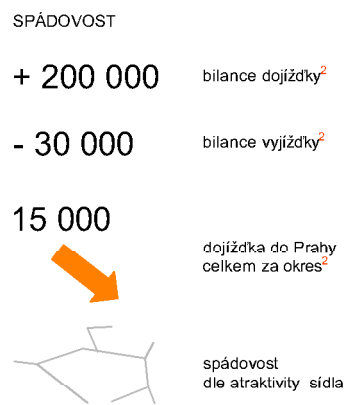 SPÁDOVOST
+ 200 000 bilance dojížďky2
- 30 000 bilance vyjížďky2
15 000
dojížďka do Prahy
celkem za okres2
spádovost
dle atraktivity sídla